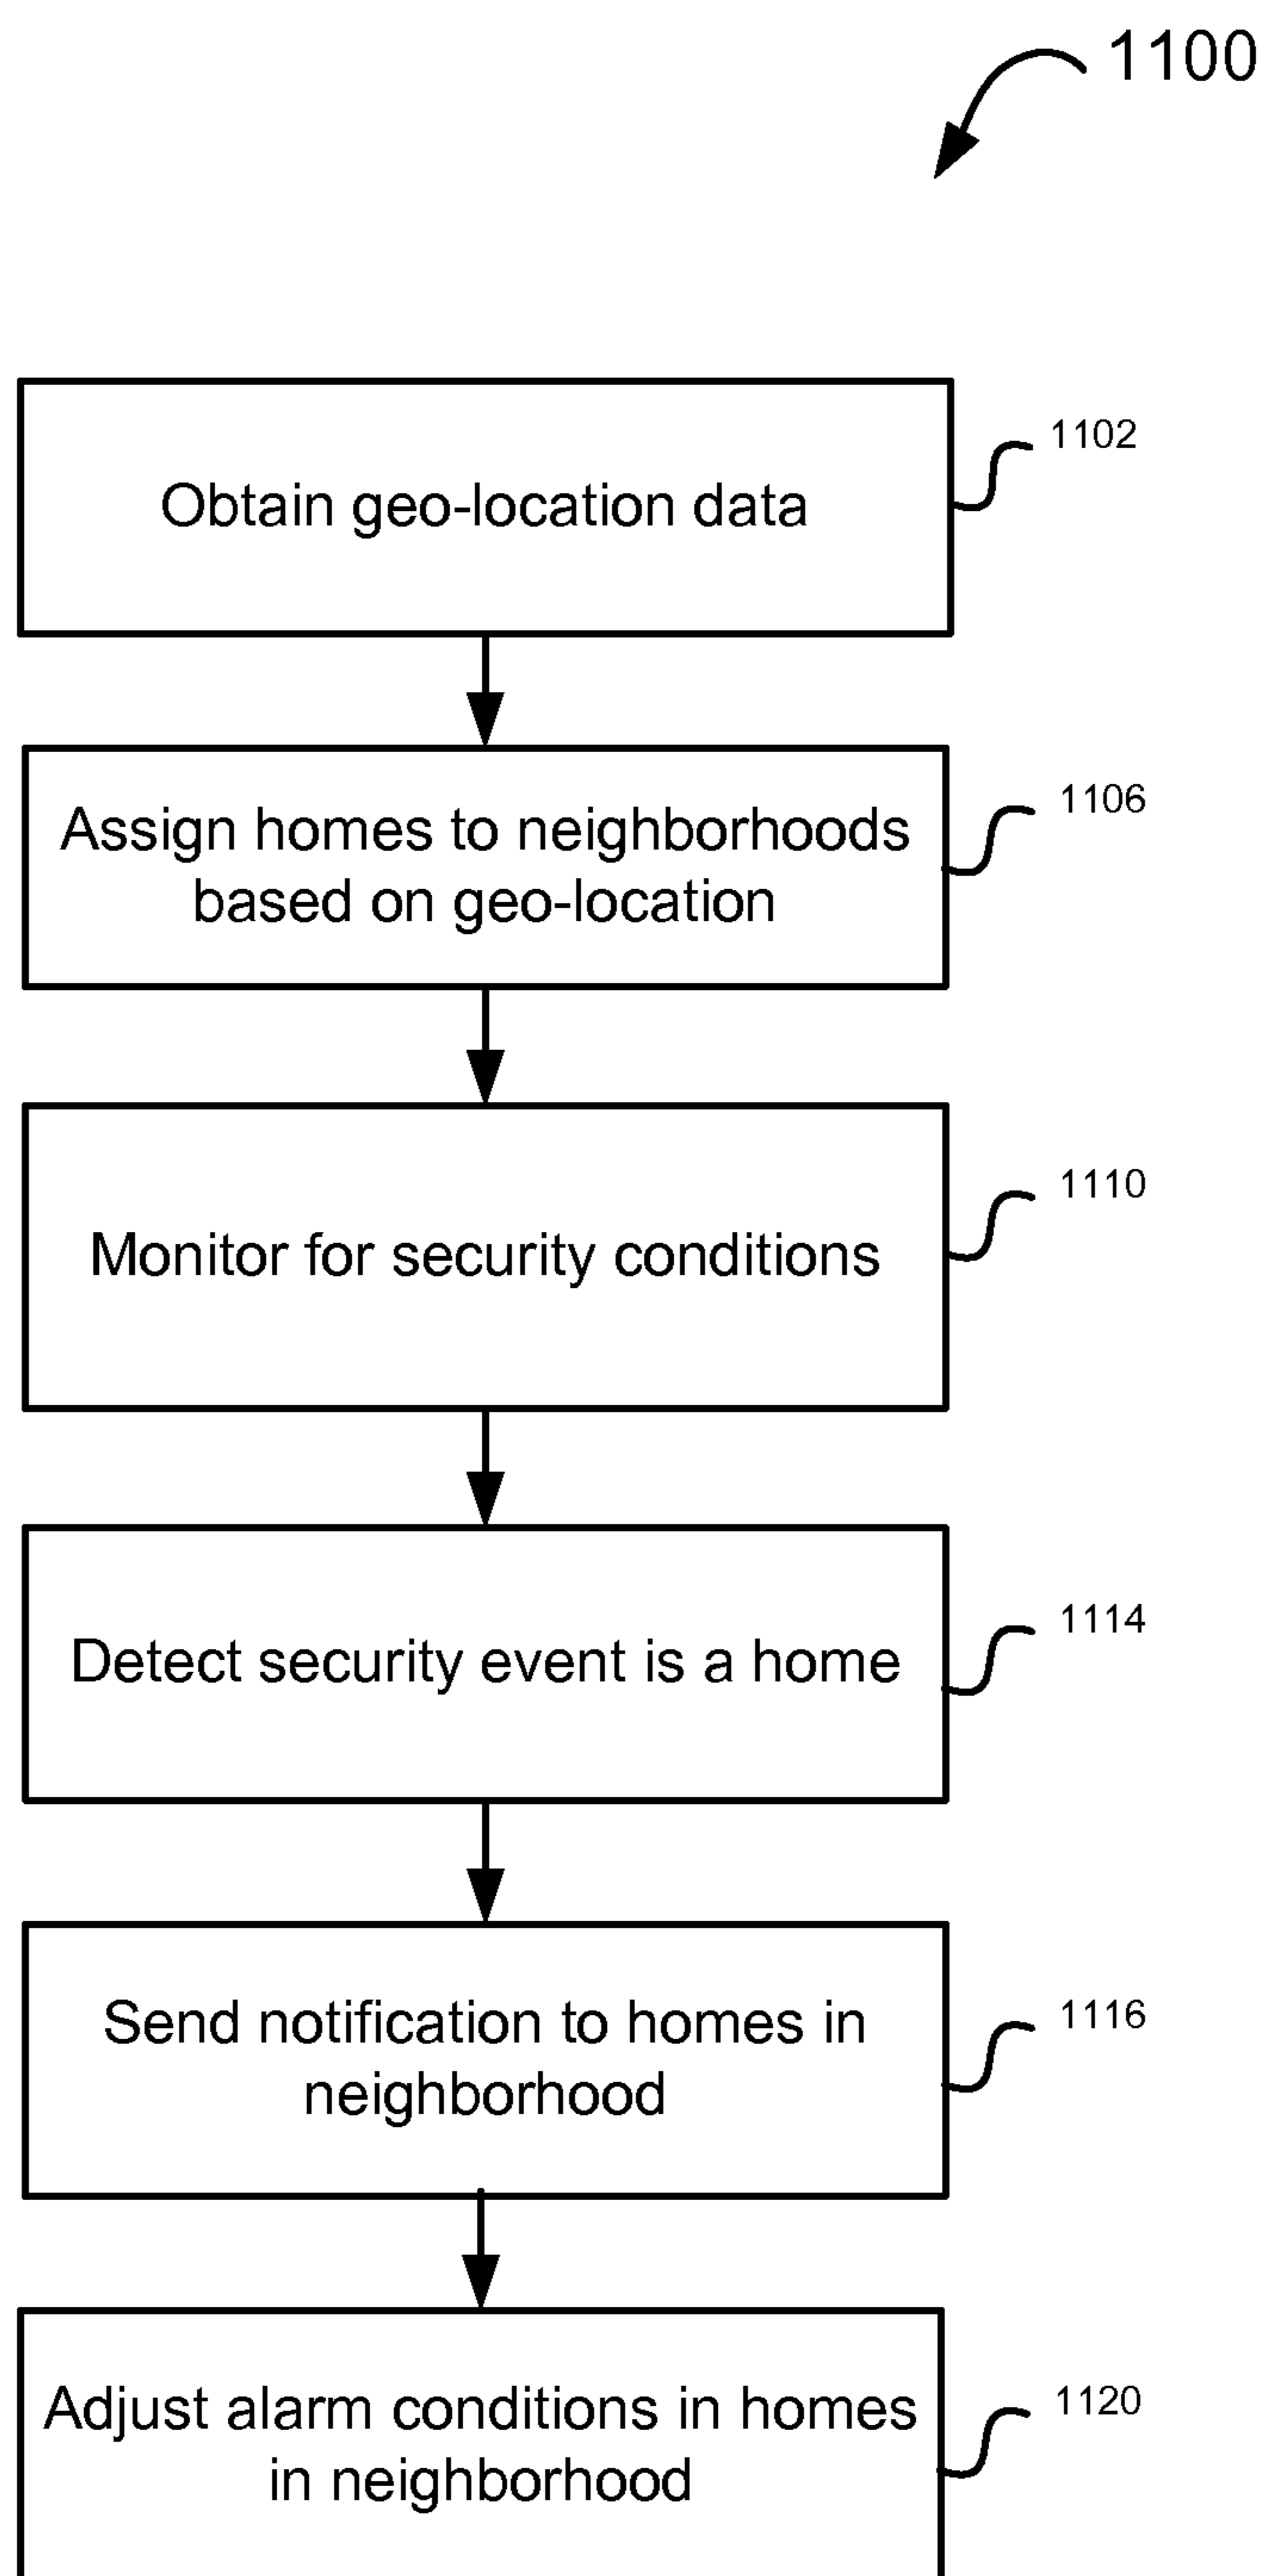 1100
Obtain geo-location data
1102
Assign homes to neighborhoods
based on geo-location
1106
Monitor for security conditions
1110
Detect security event is a home
1114
Send notification to homes in
neighborhood
1116
Adjust alarm conditions in homes
in neighborhood
1120